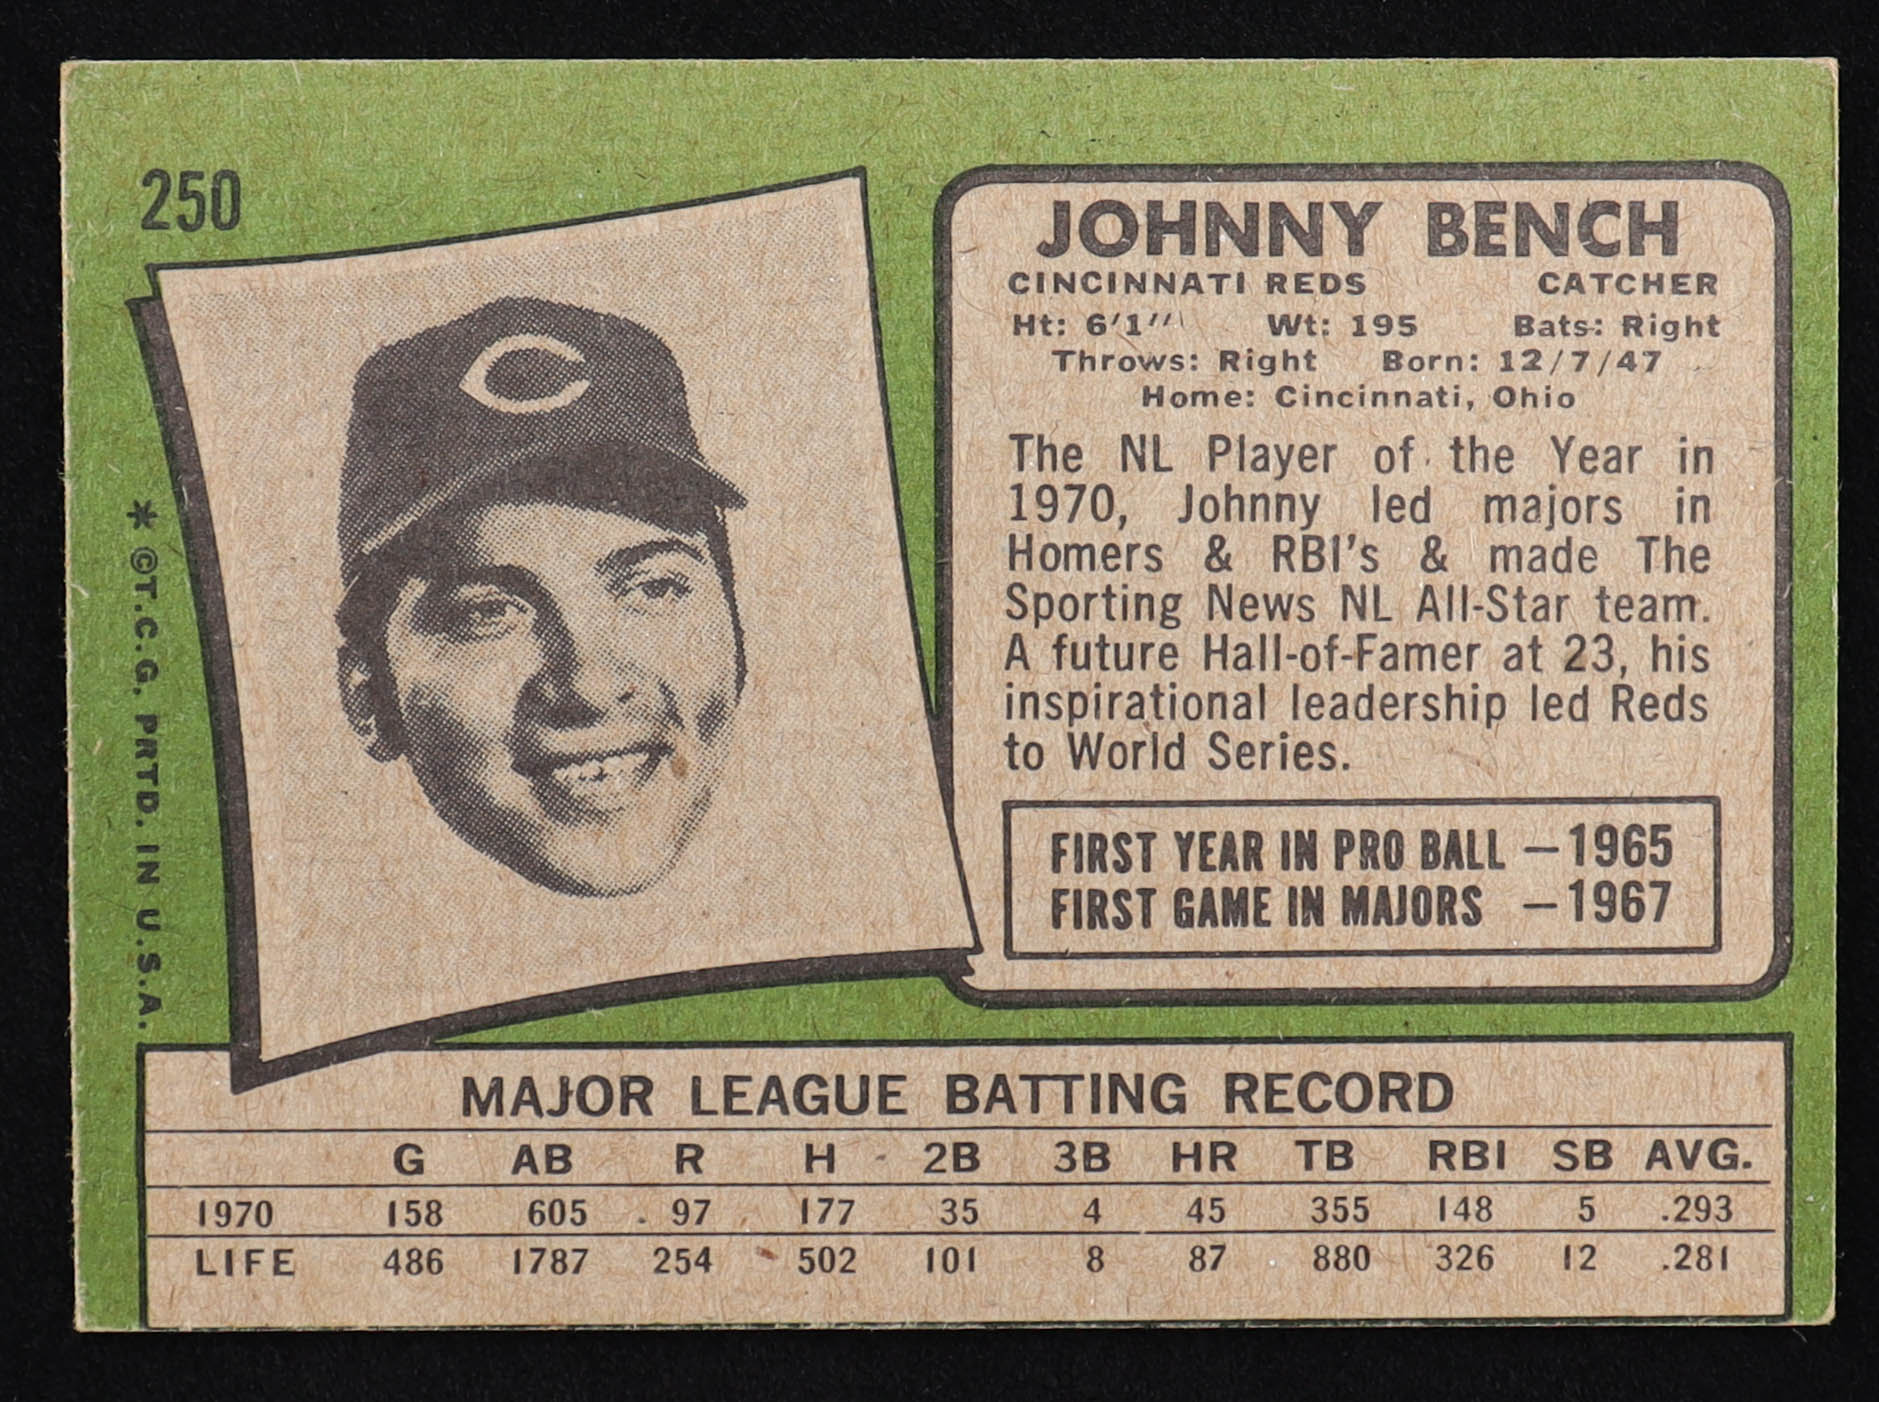 250
JOHNNY BENCH
CINCINNATI REDS CATCHER
Ht: 6'1" Wt: 195 Bats: Right
Throws: Right Born: 12/7/47
Home: Cincinnati, Ohio
The NL Player of the Year in
1970, Johnny led majors in
Homers & RBI's & made The
Sporting News NL All-Star team.
A future Hall-of-Famer at 23, his
inspirational leadership led Reds
to World Series.
FIRST YEAR IN PRO BALL —1965
FIRST GAME IN MAJORS —1967
C
* ©T.C.G. PRTD. IN U.S.A.
MAJOR LEAGUE BATTING RECORD
G AB R H 2B 3B HR TB RBI SB AVG.
1970 158 605 97 177 35 4 45 355 148 5 .293
LIFE 486 1787 254 502 101 8 87 880 326 12 .281